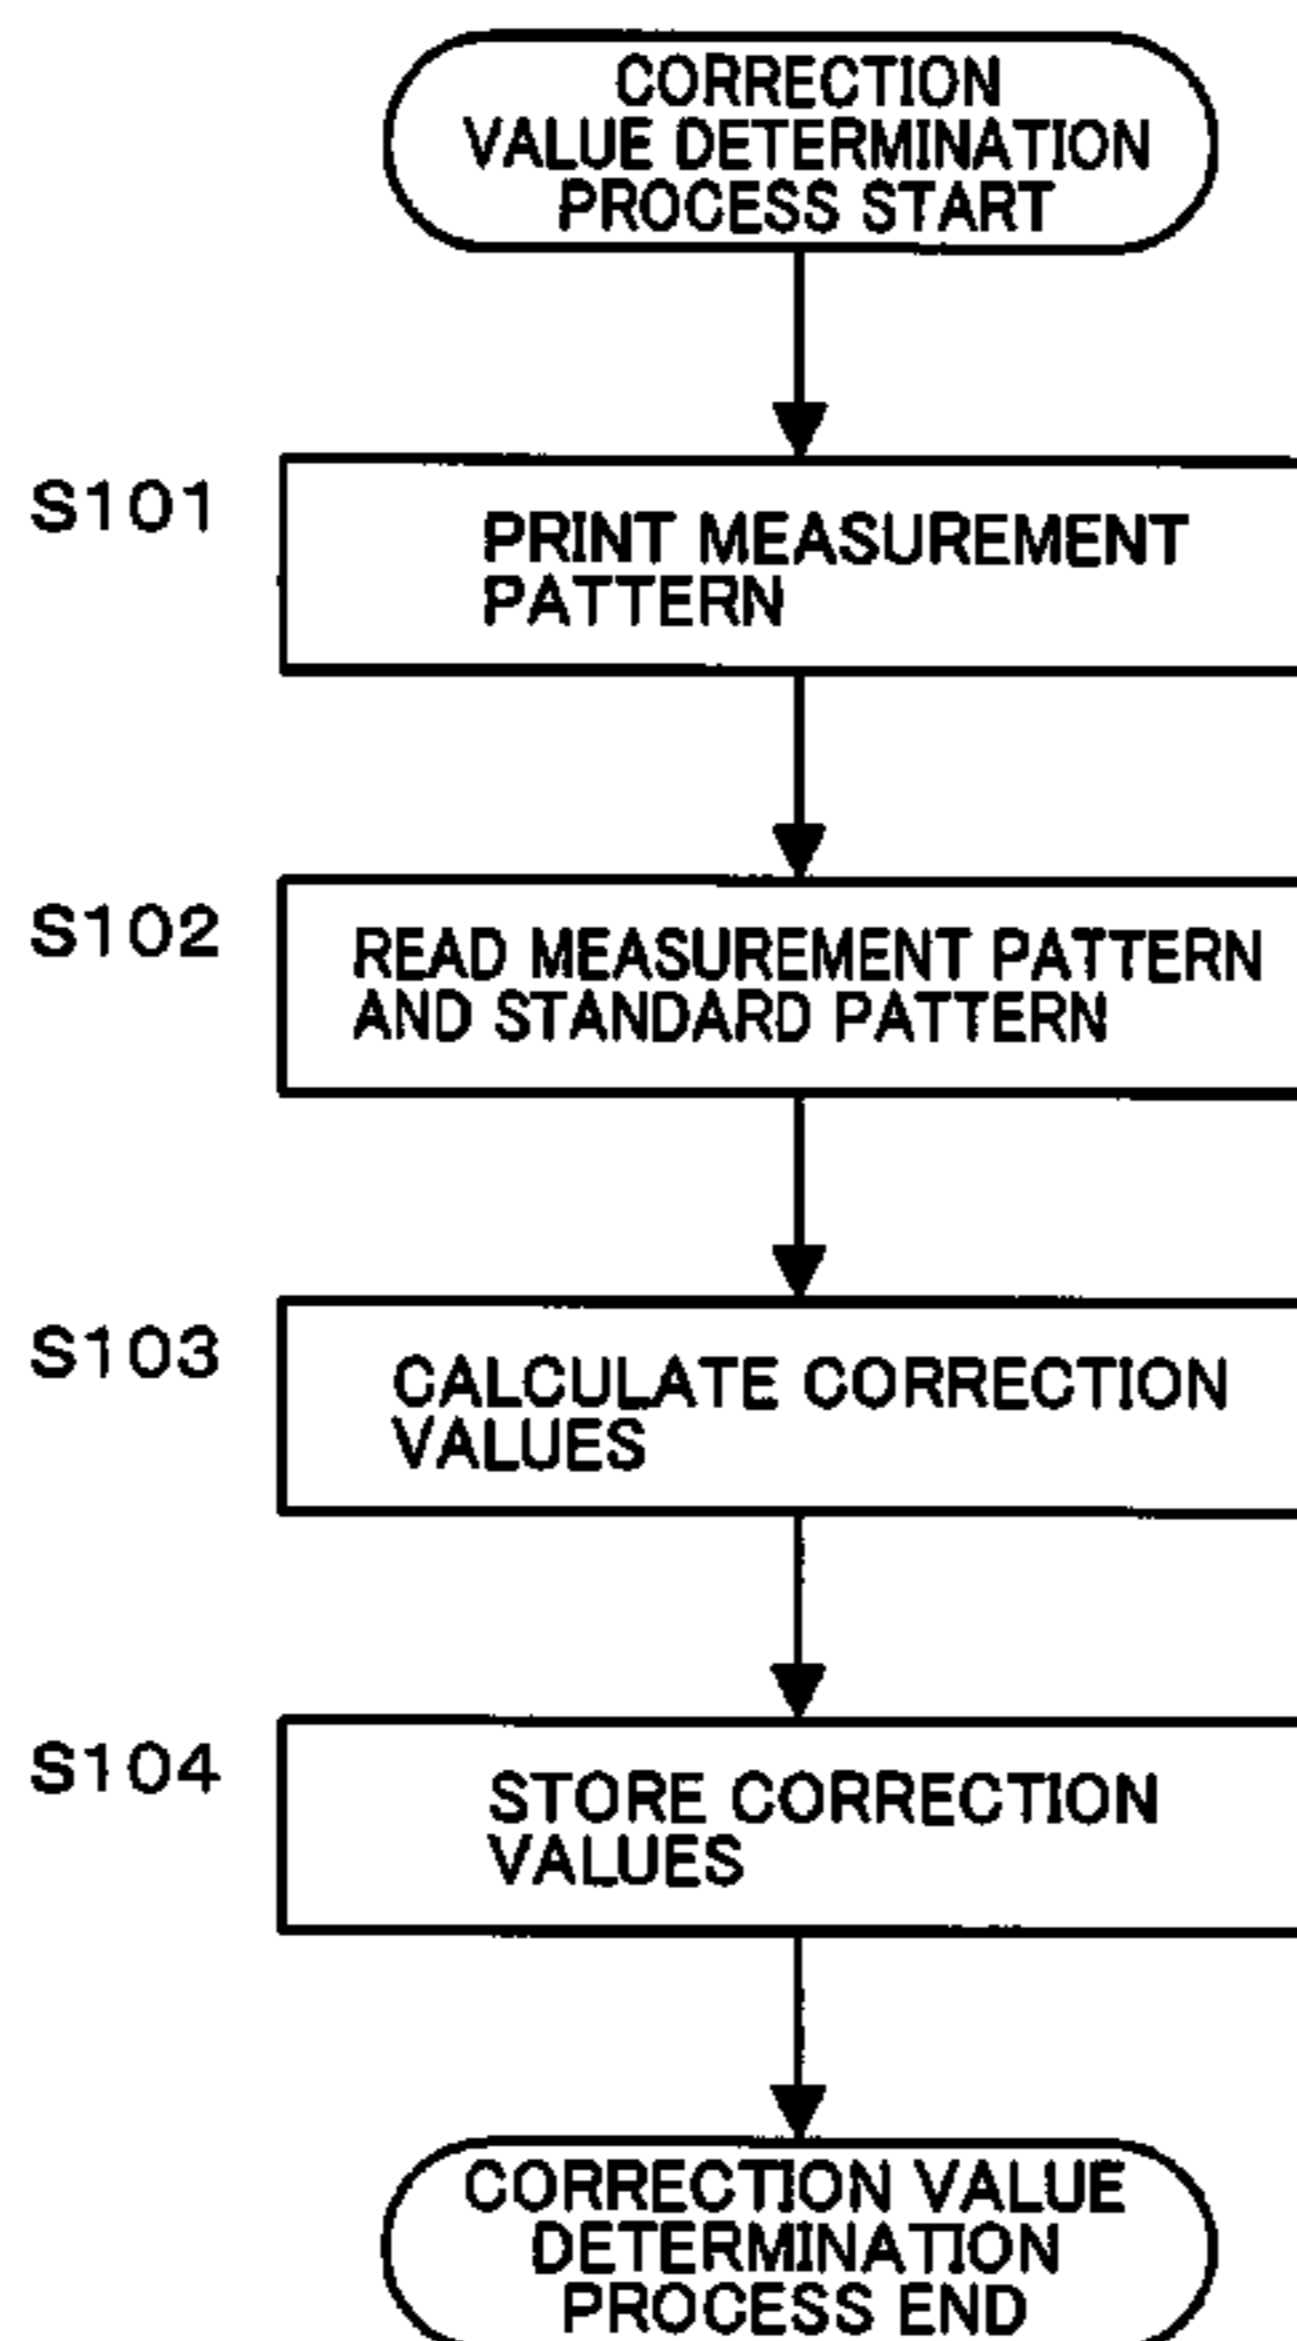 CORRECTION
VALUE DETERMINATION
PROCESS START
S101
PRINT MEASUREMENT
PATTERN
S102
READ MEASUREMENT PATTERN
AND STANDARD PATTERN
S103
CALCULATE CORRECTION
VALUES
S104
STORE CORRECTION
VALUES
CORRECTION VALUE
DETERMINATION
PROCESS END